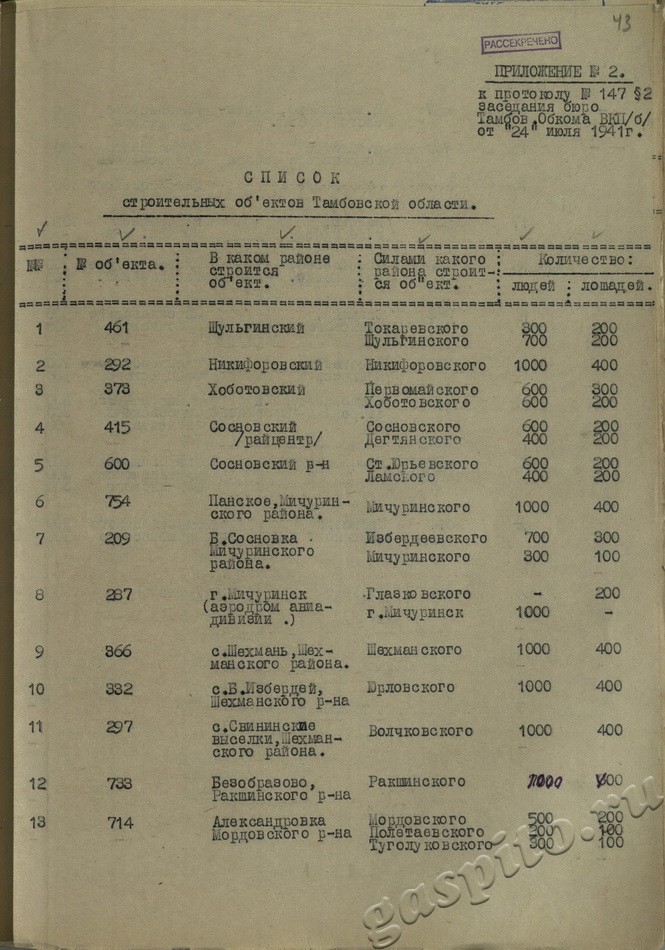 43
РАССЕКРЕЧЕНО
ПРИЛОЖЕНИЕ № 2.
к протоколу № 147 §2
заседания бюро
Тамбов.Обкома ВКП/б/
от "24" июля 1941г.
СПИСОК
строительных об'ектов Тамбовской области.
№№ : № об'екта. : В каком районе строится об'ект. : Силами какого района строится об'ект. : Количество: людей : лошадей.
1 461 Шульгинский Токаревского 300 200
Шульгинского 700 200
2 292 Никифоровский Никифоровского 1000 400
3 373 Хоботовский Первомайского 600 300
Хоботовского 600 200
4 415 Сосновский Сосновского 600 200
/райцентр/ Дегтянского 400 200
5 600 Сосновский р-н Ст.Юрьевского 600 200
Ламского 400 200
6 754 Панское,Мичурин-
ского района. Мичуринского 1000 400
7 209 Б.Сосновка Избердеевского 700 300
Мичуринского Мичуринского 300 100
района.
8 287 г.Мичуринск Глазковского - 200
(аэродром авиа- г.Мичуринск 1000 -
дивизии .)
9 366 с.Шехмань,Шех- Шехманского 1000 400
манского района.
10 332 с.Б.Избердей, Юрловского 1000 400
Шехманского р-на
11 297 с.Свининские Волчковского 1000 400
выселки,Шехман-
ского района.
12 733 Безобразово, Ракшинского 1000 00
Ракшинского р-на
13 714 Александровка Мордовского 500 200
Мордовского р-на Полетаевского 200 100
Туголуковского 300 100
gaspito.ru